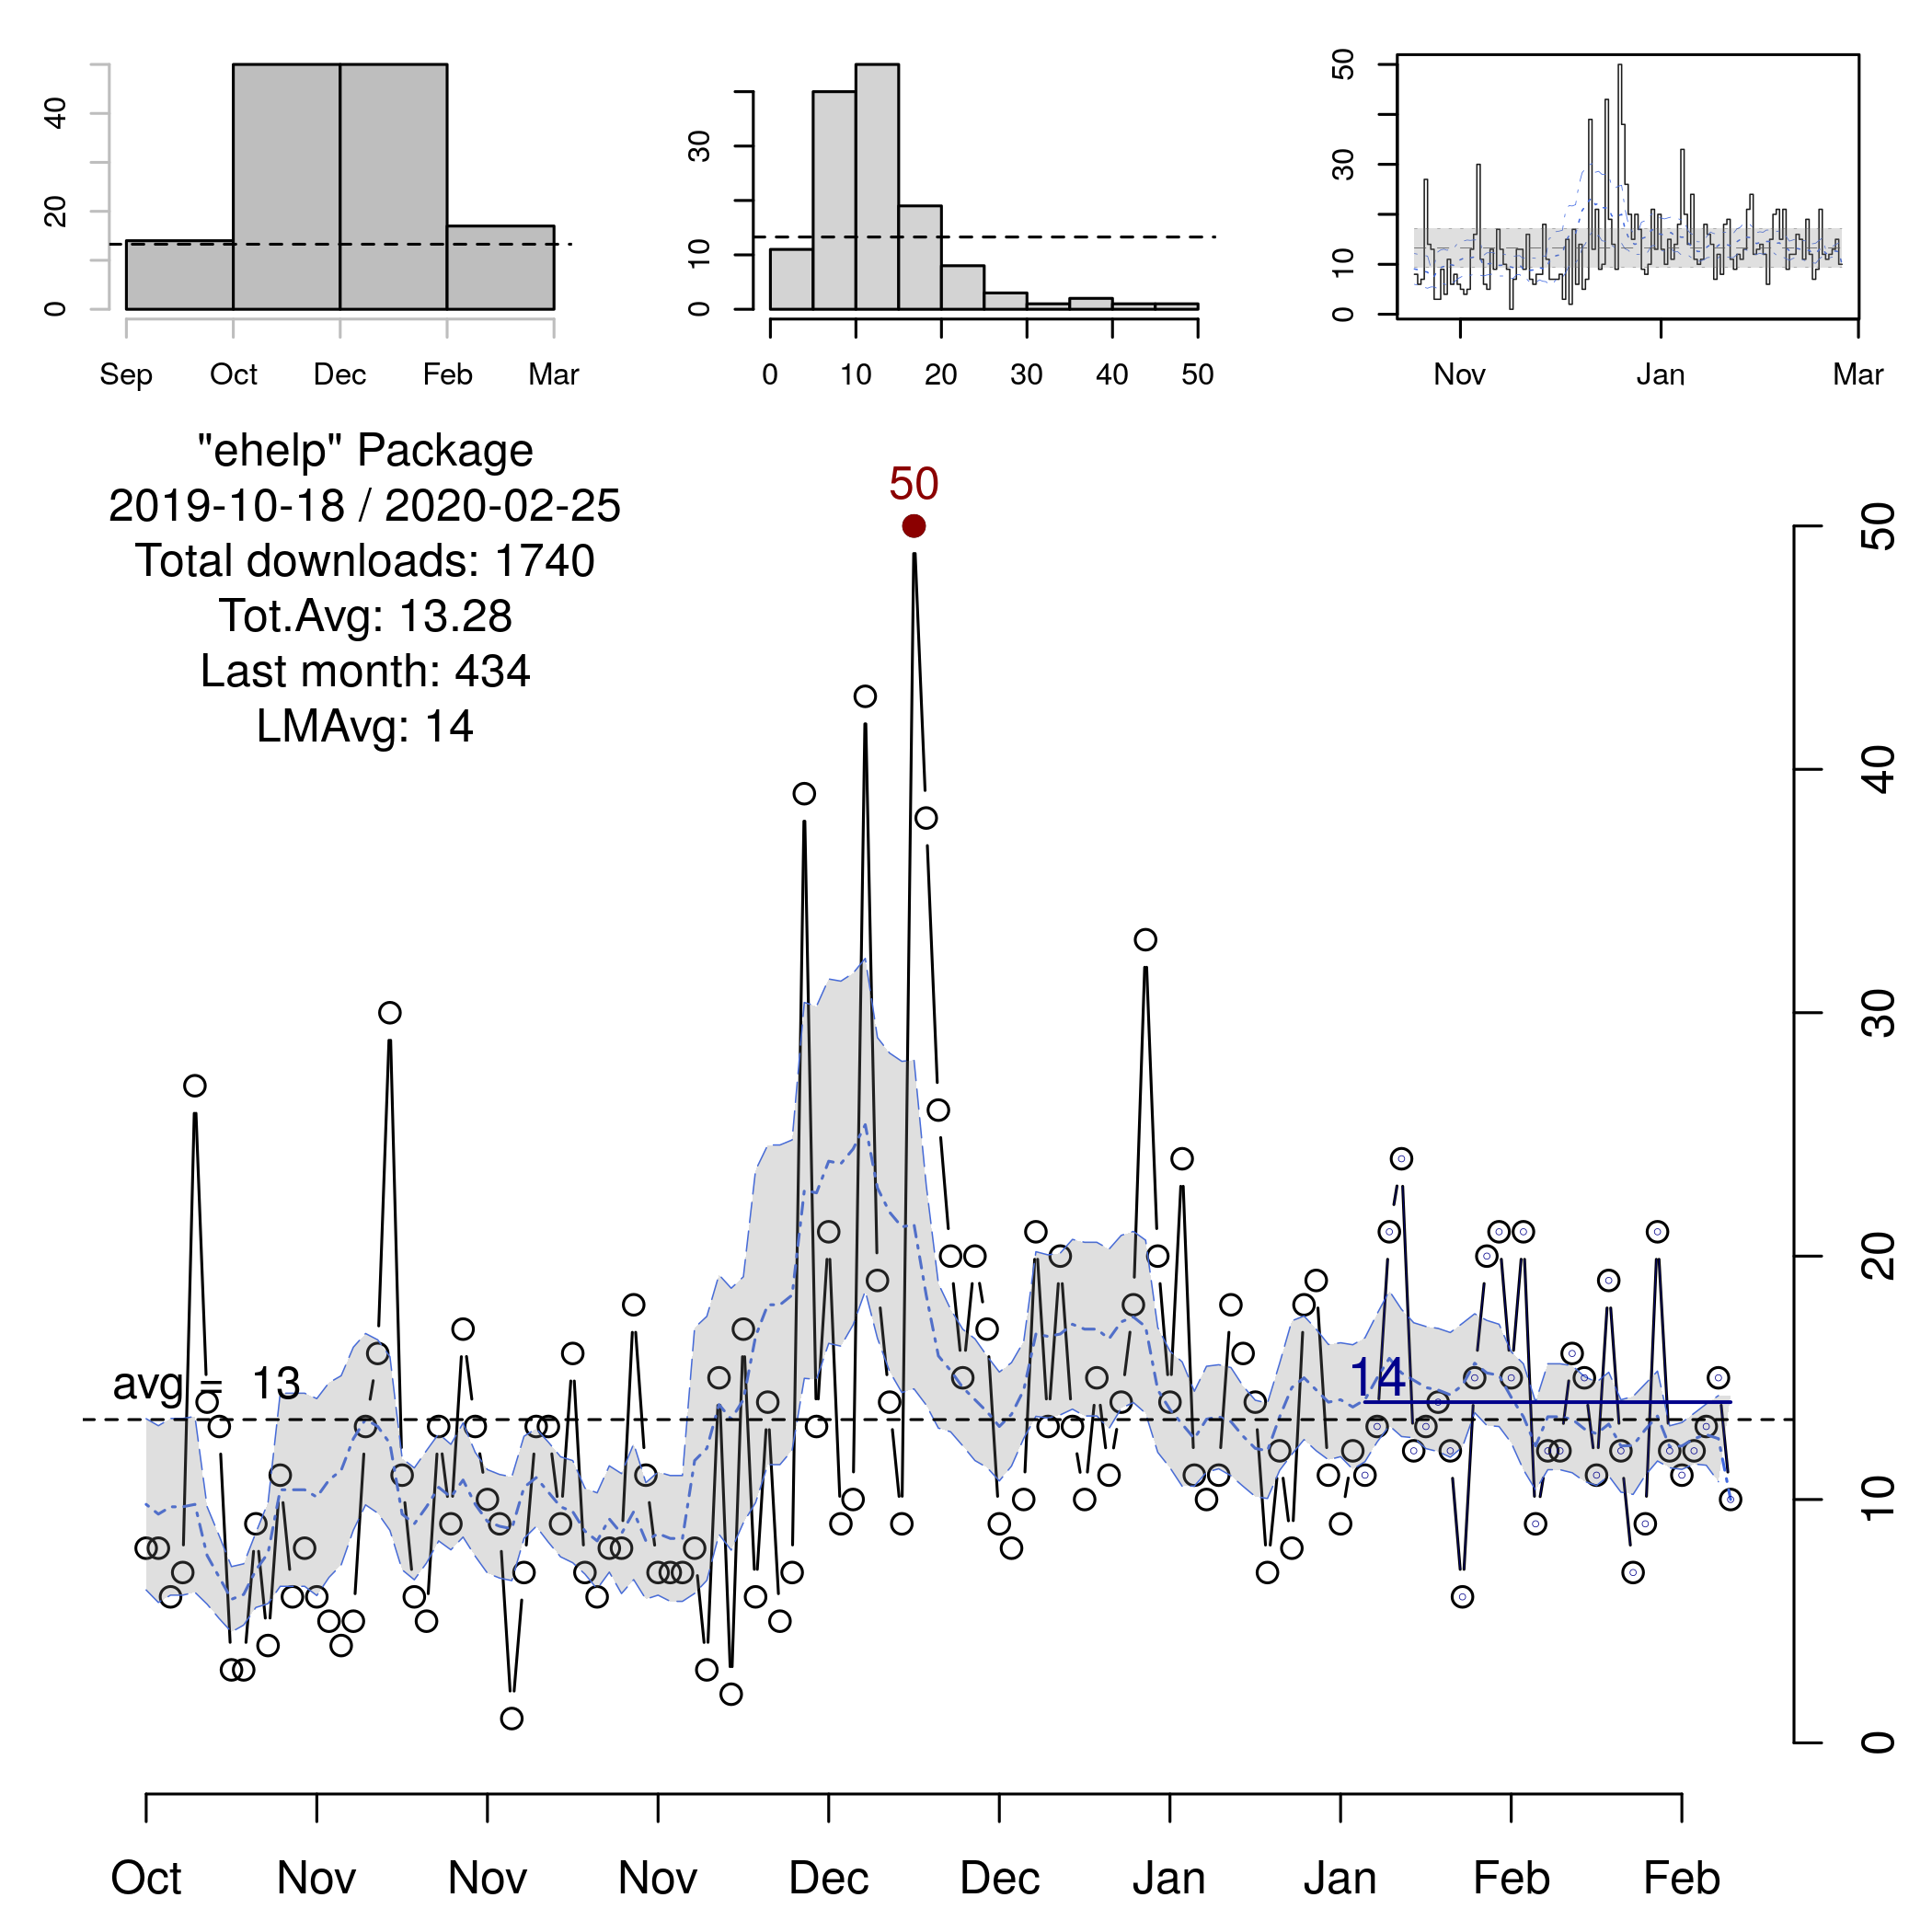 40
20
0
Sep Oct Dec Feb Mar
30
10
0
0 10 20 30 40 50
50
30
10
0
Nov Jan Mar
"ehelp" Package
2019-10-18 / 2020-02-25
Total downloads: 1740
Tot.Avg: 13.28
Last month: 434
LMAvg: 14
50
avg = 13
14
50
40
30
20
10
0
Oct Nov Nov Nov Dec Dec Jan Jan Feb Feb